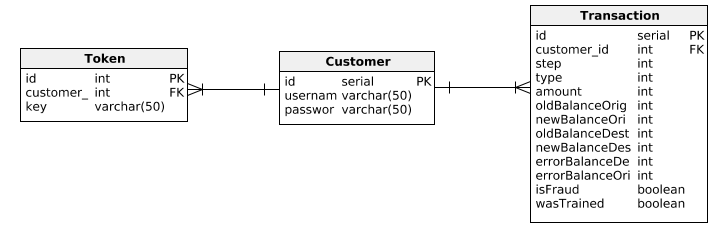 Token
id int PK
customer_ int FK
key varchar(50)
Customer
id serial PK
usernam varchar(50)
passwor varchar(50)
Transaction
id serial PK
customer_id int FK
step int
type int
amount int
oldBalanceOrig int
newBalanceOri int
oldBalanceDest int
newBalanceDes int
errorBalanceDe int
errorBalanceOri int
isFraud boolean
wasTrained boolean